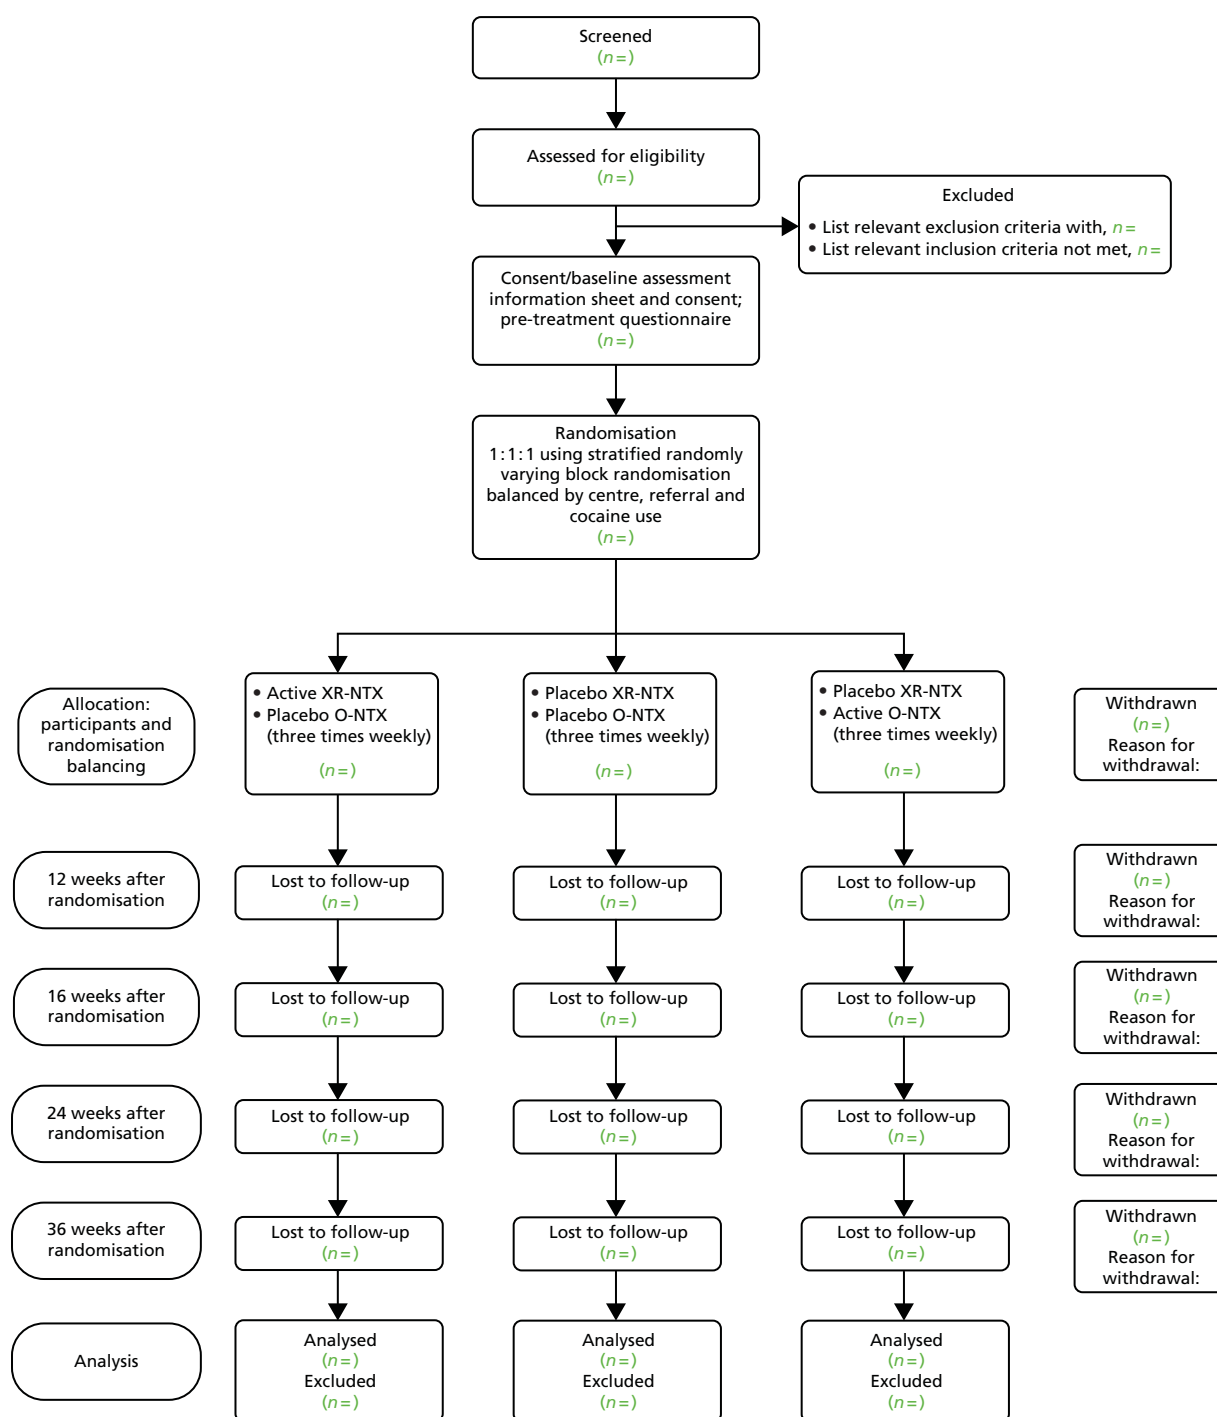 Screened
(n=)
Assessed for eligibility
(n=)
Excluded
• List relevant exclusion criteria with, n=
• List relevant inclusion criteria not met, n=
Consent/baseline assessment
information sheet and consent;
pre-treatment questionnaire
(n=)
Randomisation
1:1:1 using stratified randomly
varying block randomisation
balanced by centre, referral and
cocaine use
(n=)
Allocation:
participants and
randomisation
balancing
• Active XR-NTX
• Placebo O-NTX
(three times weekly)
(n=)
• Placebo XR-NTX
• Placebo O-NTX
(three times weekly)
(n=)
• Placebo XR-NTX
• Active O-NTX
(three times weekly)
(n=)
Withdrawn
(n=)
Reason for
withdrawal:
12 weeks after
randomisation
Lost to follow-up
(n=)
Lost to follow-up
(n=)
Lost to follow-up
(n=)
Withdrawn
(n=)
Reason for
withdrawal:
16 weeks after
randomisation
Lost to follow-up
(n=)
Lost to follow-up
(n=)
Lost to follow-up
(n=)
Withdrawn
(n=)
Reason for
withdrawal:
24 weeks after
randomisation
Lost to follow-up
(n=)
Lost to follow-up
(n=)
Lost to follow-up
(n=)
Withdrawn
(n=)
Reason for
withdrawal:
36 weeks after
randomisation
Lost to follow-up
(n=)
Lost to follow-up
(n=)
Lost to follow-up
(n=)
Withdrawn
(n=)
Reason for
withdrawal:
Analysis
Analysed
(n=)
Excluded
(n=)
Analysed
(n=)
Excluded
(n=)
Analysed
(n=)
Excluded
(n=)